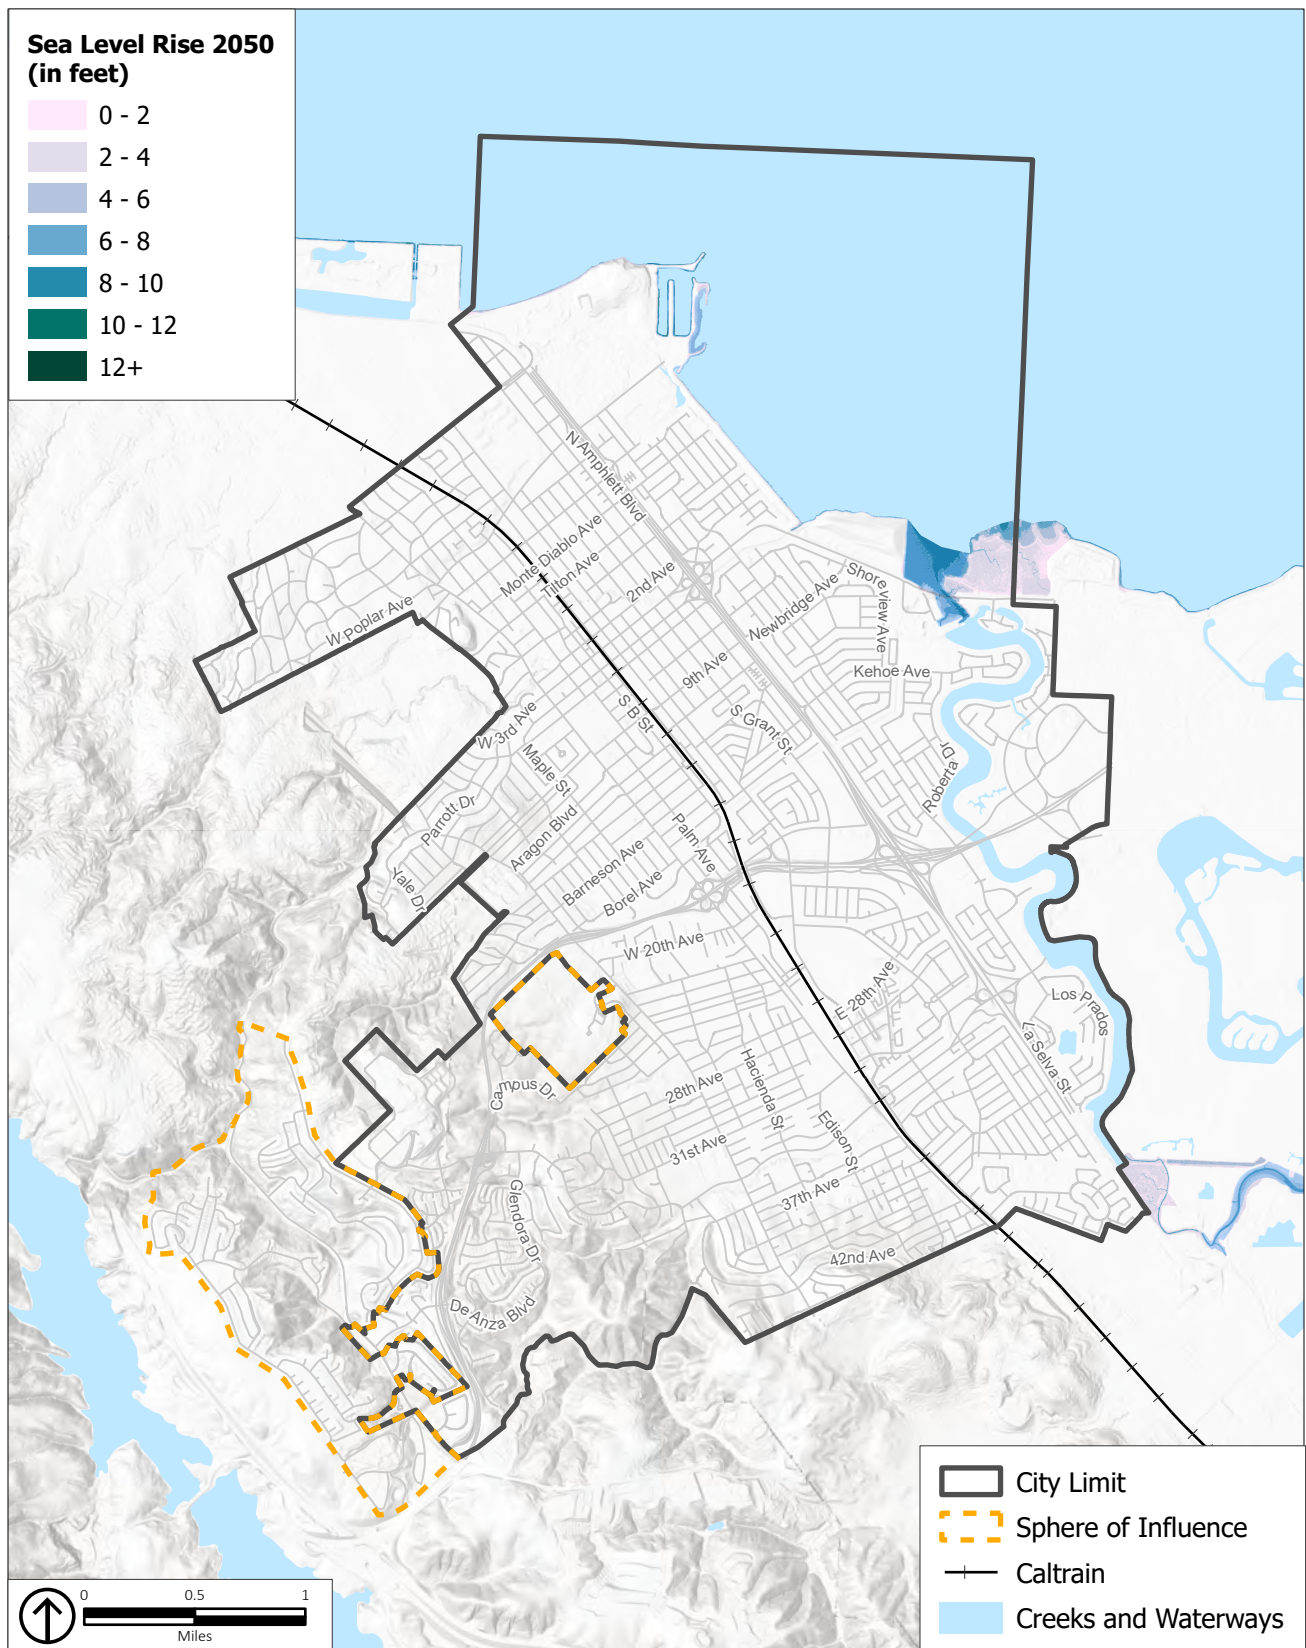 Sea Level Rise 2050
(in feet)
0 - 2
2 - 4
4 - 6
6 - 8
8 - 10
10 - 12
12+
N Amphlett Blvd
Monte Diablo Ave
Tilton Ave
2nd Ave
W Poplar Ave
Newbridge Ave
Shoreview Ave
Kehoe Ave
9th Ave
S B St
S Grant St
W 3rd Ave
Maple St
Roberta Dr
Parrott Dr
Aragon Blvd
Palm Ave
Barneson Ave
Borel Ave
Yale Dr
W 20th Ave
E 28th Ave
Los Prados
La Selva St
Campus Dr
28th Ave
Hacienda St
Edison St
31st Ave
37th Ave
Glendora Dr
42nd Ave
De Anza Blvd
City Limit
Sphere of Influence
Caltrain
Creeks and Waterways
0 0.5 1
Miles